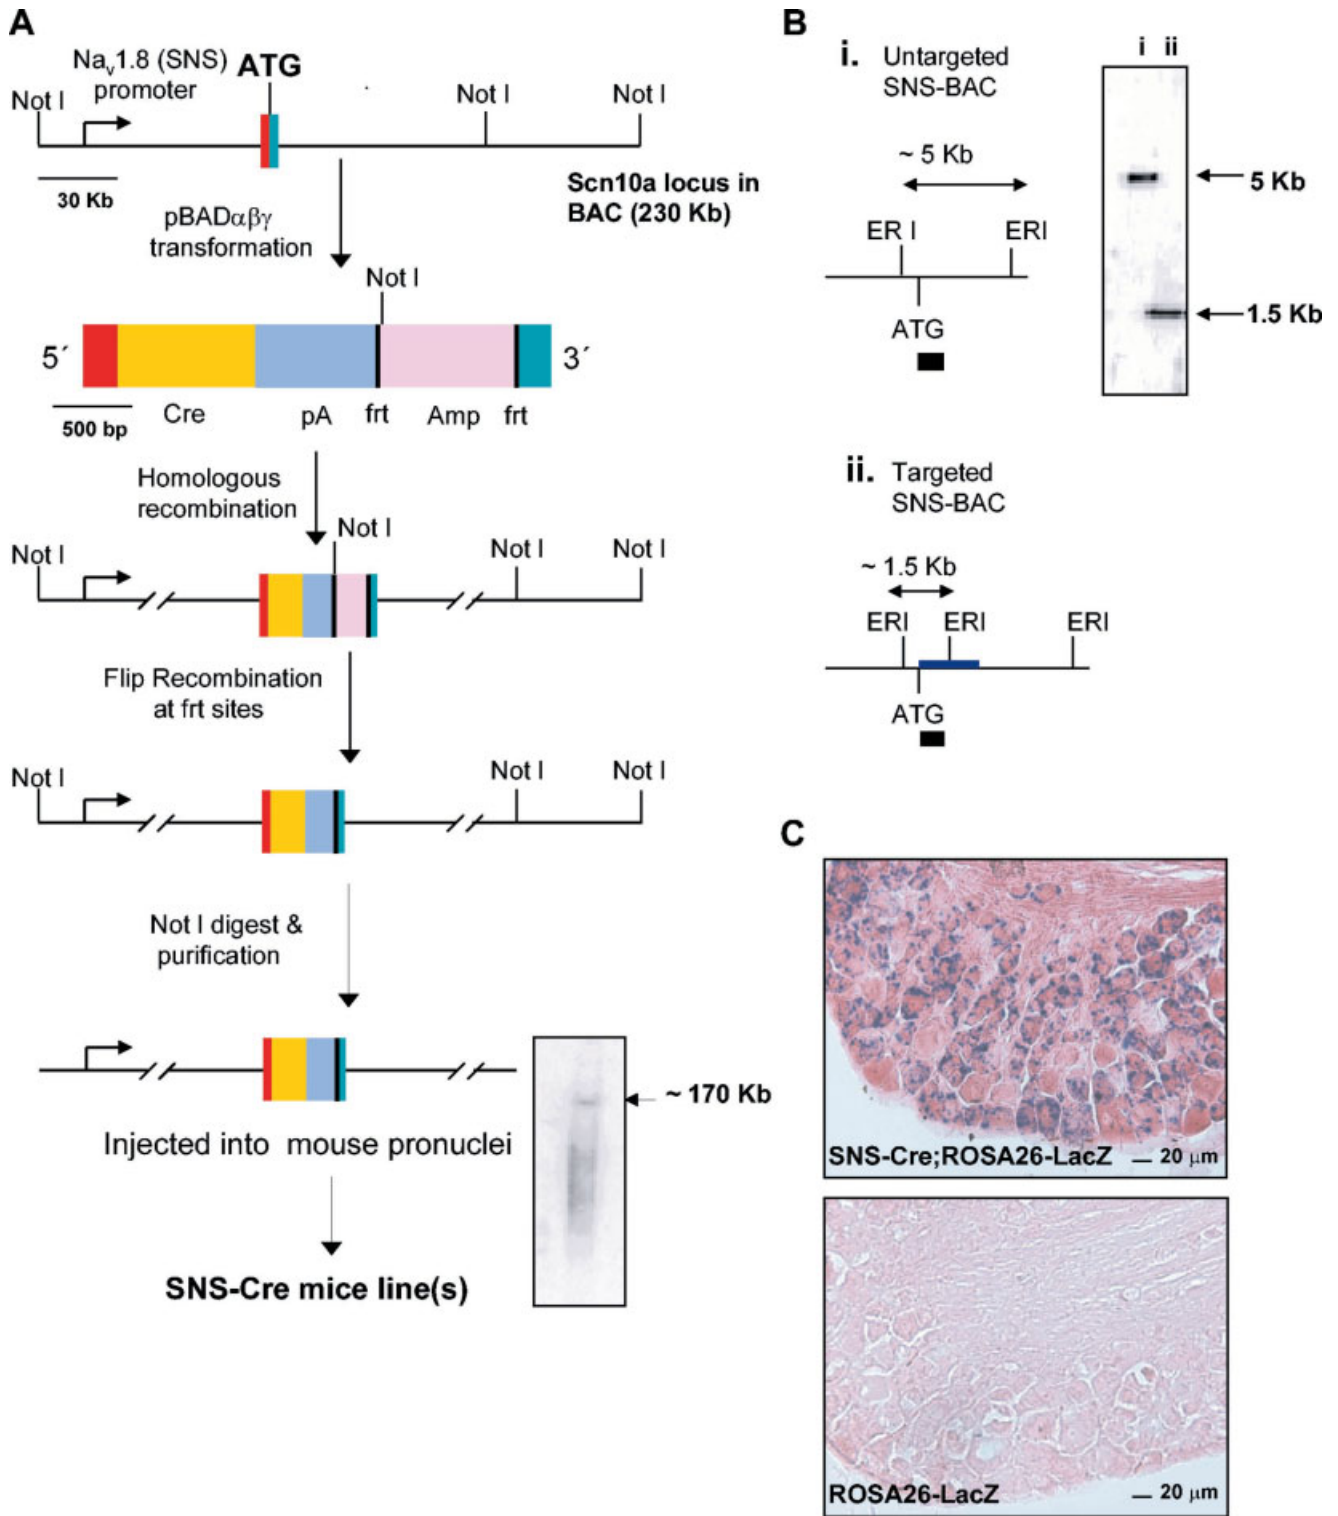 A
Na_v1.8 (SNS)
promoter
ATG
Not I
Not I
Not I
30 Kb
Scn10a locus in
BAC (230 Kb)
pBADαβγ
transformation
Not I
5´
3´
500 bp
Cre
pA
frt
Amp
frt
Homologous
recombination
Not I
Not I
Not I
Not I
Flip Recombination
at frt sites
Not I
Not I
Not I
Not I digest &
purification
~ 170 Kb
Injected into mouse pronuclei
SNS-Cre mice line(s)
B
i.
Untargeted
SNS-BAC
~ 5 Kb
ER I
ERI
ATG
i
ii
5 Kb
1.5 Kb
ii.
Targeted
SNS-BAC
~ 1.5 Kb
ERI
ERI
ERI
ATG
C
SNS-Cre;ROSA26-LacZ
20 µm
ROSA26-LacZ
20 µm